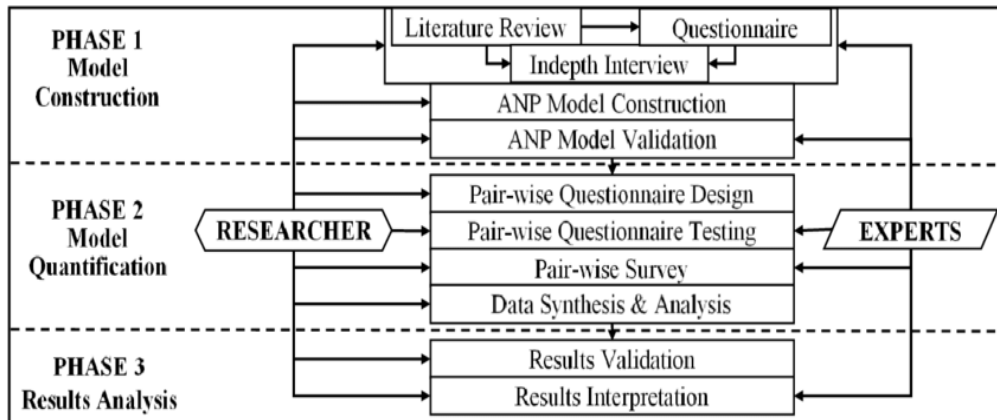 PHASE 1
Model
Construction
Literature Review
Questionnaire
Indepth Interview
ANP Model Construction
ANP Model Validation
PHASE 2
Model
Quantification
RESEARCHER
Pair-wise Questionnaire Design
Pair-wise Questionnaire Testing
Pair-wise Survey
Data Synthesis & Analysis
EXPERTS
PHASE 3
Results Analysis
Results Validation
Results Interpretation